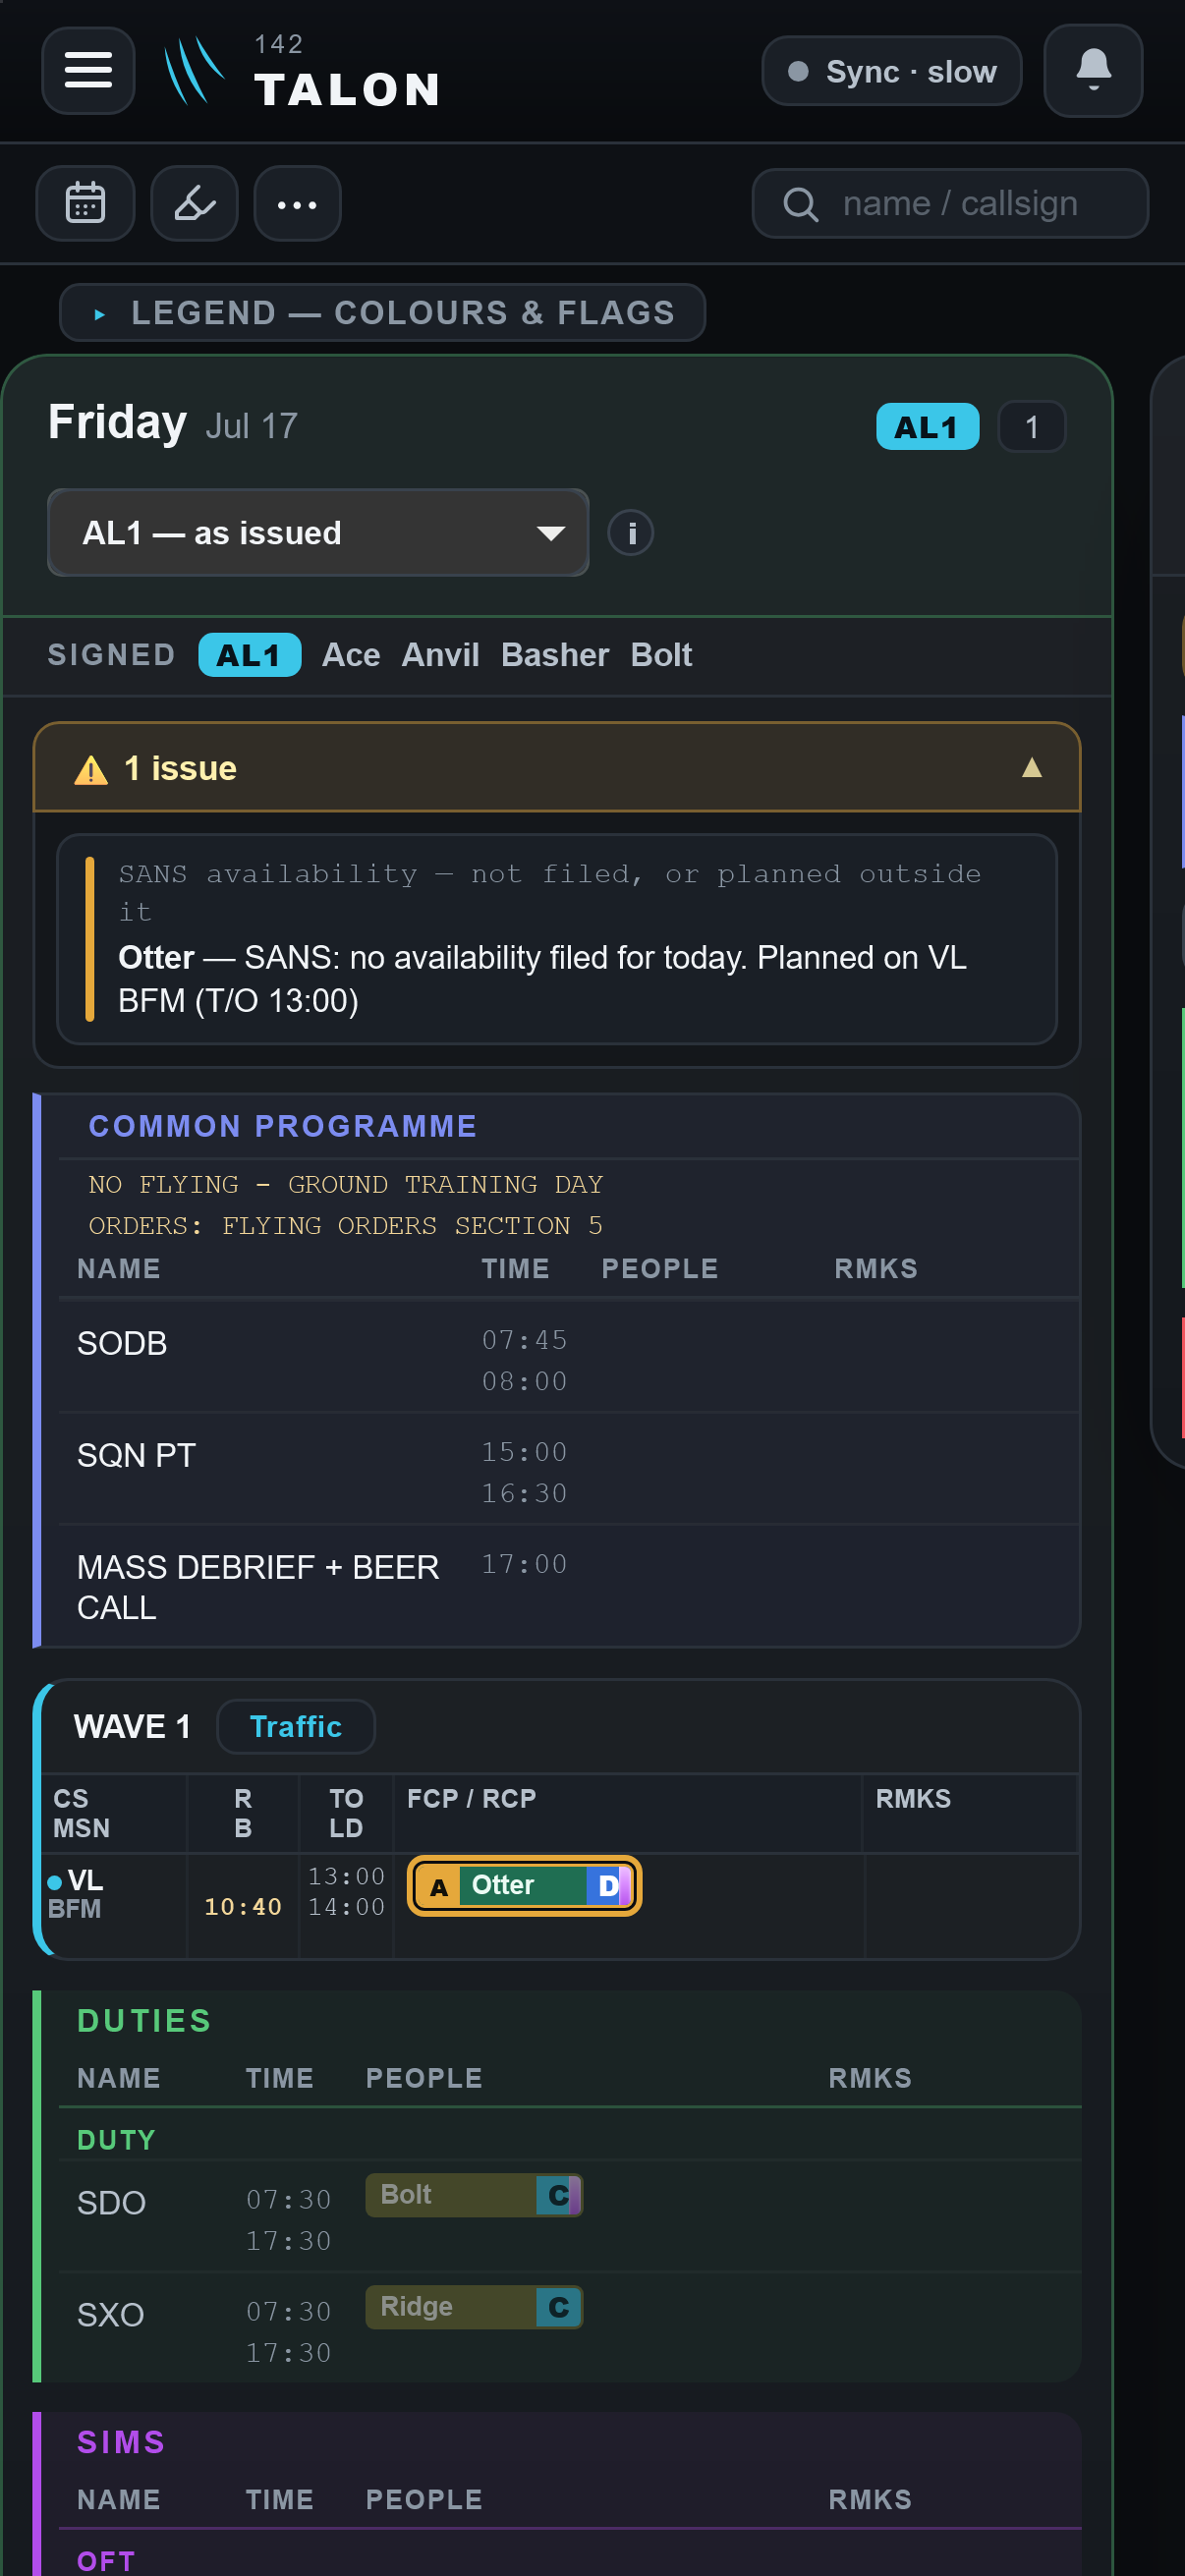 142
TALON
Sync · slow
name / callsign
LEGEND — COLOURS & FLAGS
Friday Jul 17
AL1 1
AL1 — as issued
i
SIGNED AL1 Ace Anvil Basher Bolt
1 issue
SANS availability — not filed, or planned outside
it
Otter — SANS: no availability filed for today. Planned on VL
BFM (T/O 13:00)
COMMON PROGRAMME
NO FLYING – GROUND TRAINING DAY
ORDERS: FLYING ORDERS SECTION 5
NAME TIME PEOPLE RMKS
SODB 07:45
08:00
SQN PT 15:00
16:30
MASS DEBRIEF + BEER 17:00
CALL
WAVE 1 Traffic
CS R TO FCP / RCP RMKS
MSN B LD
VL 13:00 A Otter D
BFM 10:40 14:00
DUTIES
NAME TIME PEOPLE RMKS
DUTY
SDO 07:30 Bolt C
17:30
SXO 07:30 Ridge C
17:30
SIMS
NAME TIME PEOPLE RMKS
OFT